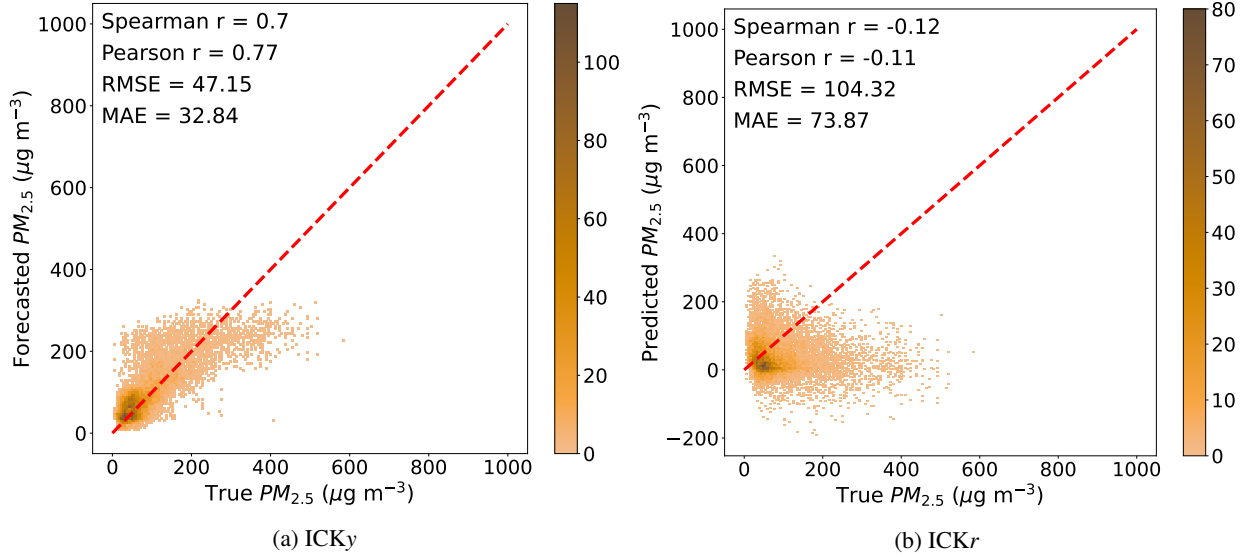 Spearman r = 0.7
Pearson r = 0.77
RMSE = 47.15
MAE = 32.84
1000
800
600
400
200
0
Forecasted PM2.5 (μg m−3)
0 200 400 600 800 1000
True PM2.5 (μg m−3)
100
80
60
40
20
0
(a) ICKy
Spearman r = -0.12
Pearson r = -0.11
RMSE = 104.32
MAE = 73.87
1000
800
600
400
200
0
−200
Predicted PM2.5 (μg m−3)
0 200 400 600 800 1000
True PM2.5 (μg m−3)
80
70
60
50
40
30
20
10
0
(b) ICKr